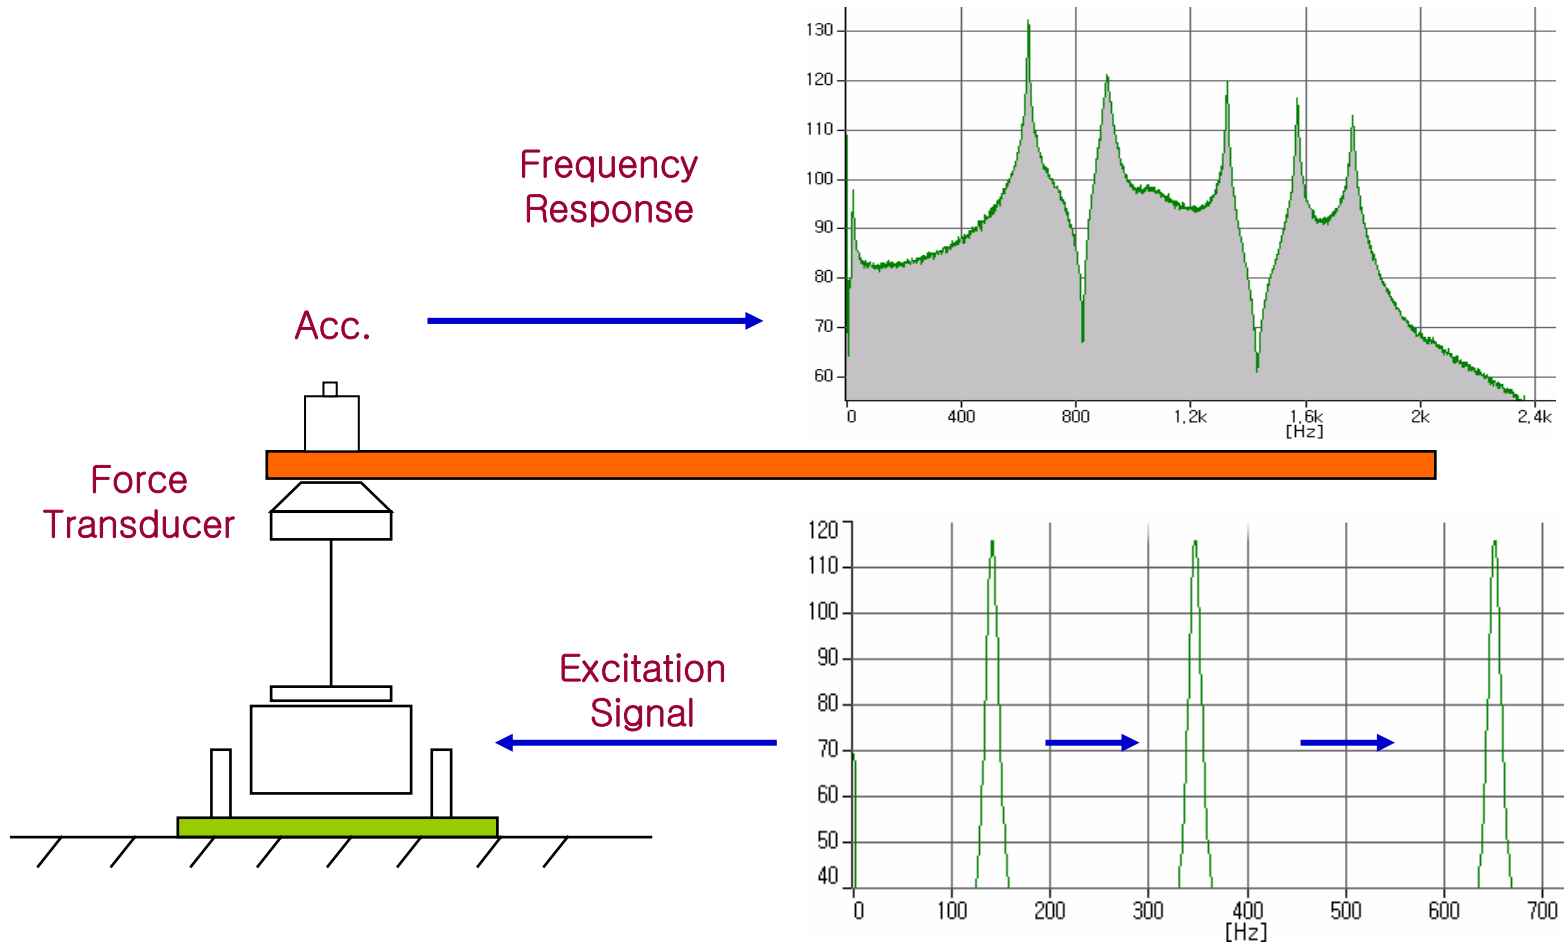 130
120
110
100
90
80
70
60
0 400 800 1,2k 1,6k 2k 2,4k
[Hz]
Frequency
Response
Acc.
Force
Transducer
Excitation
Signal
120
110
100
90
80
70
60
50
40
0 100 200 300 400 500 600 700
[Hz]